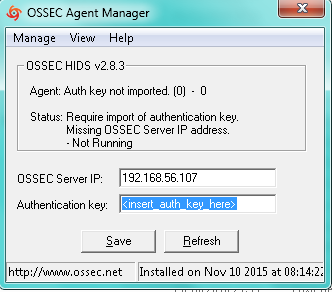 OSSEC Agent Manager
Manage View Help
OSSEC HIDS v2.8.3
Agent: Auth key not imported. (0) - 0
Status: Require import of authentication key.
Missing OSSEC Server IP address.
- Not Running
OSSEC Server IP: 192.168.56.107
Authentication key: <insert_auth_key_here>
Save Refresh
http://www.ossec.net Installed on Nov 10 2015 at 08:14:22